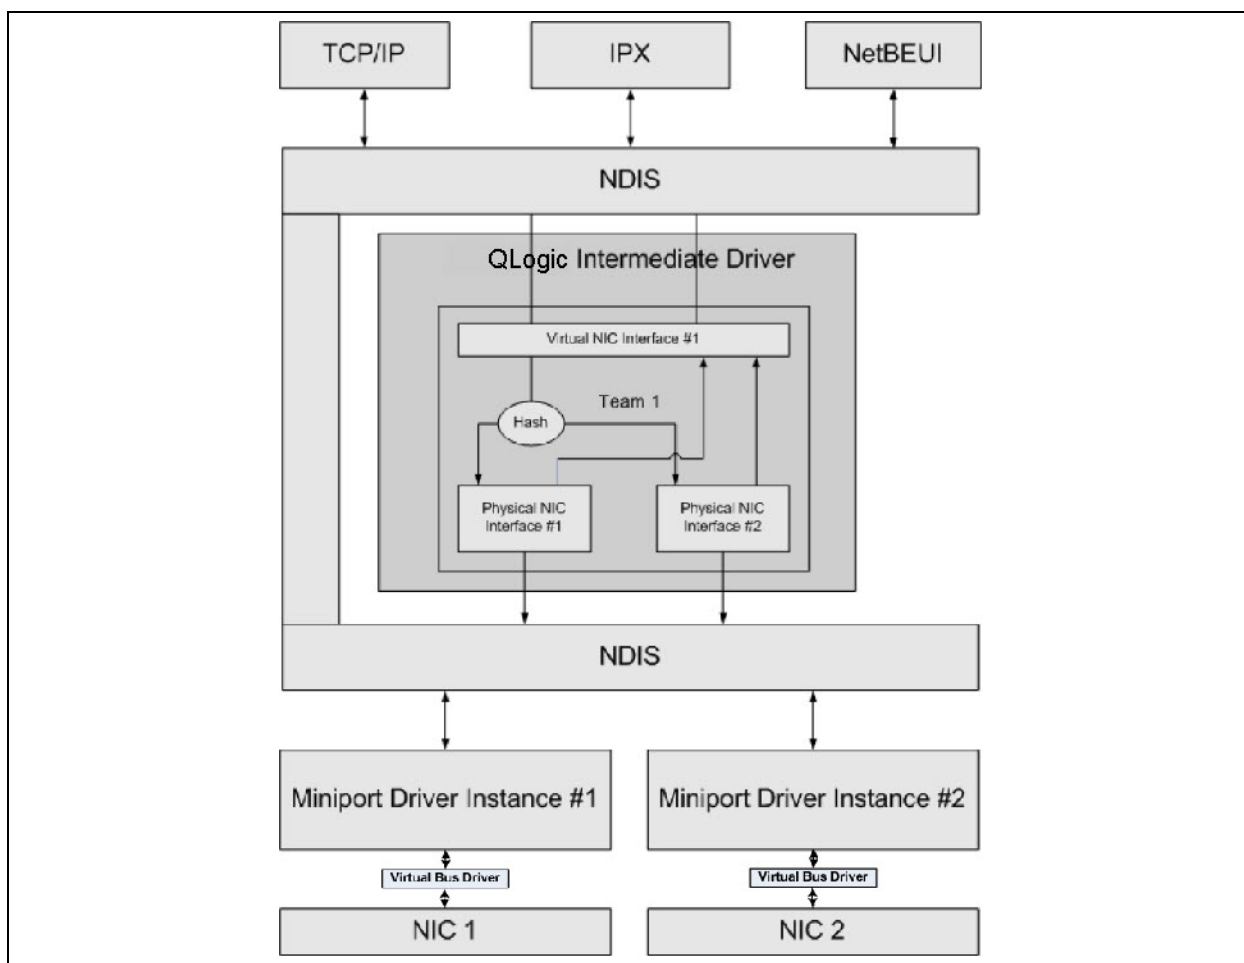 TCP/IP
IPX
NetBEUI
NDIS
QLogic Intermediate Driver
Virtual NIC Interface #1
Team 1
Hash
Physical NIC
Interface #1
Physical NIC
Interface #2
NDIS
Miniport Driver Instance #1
Miniport Driver Instance #2
Virtual Bus Driver
Virtual Bus Driver
NIC 1
NIC 2